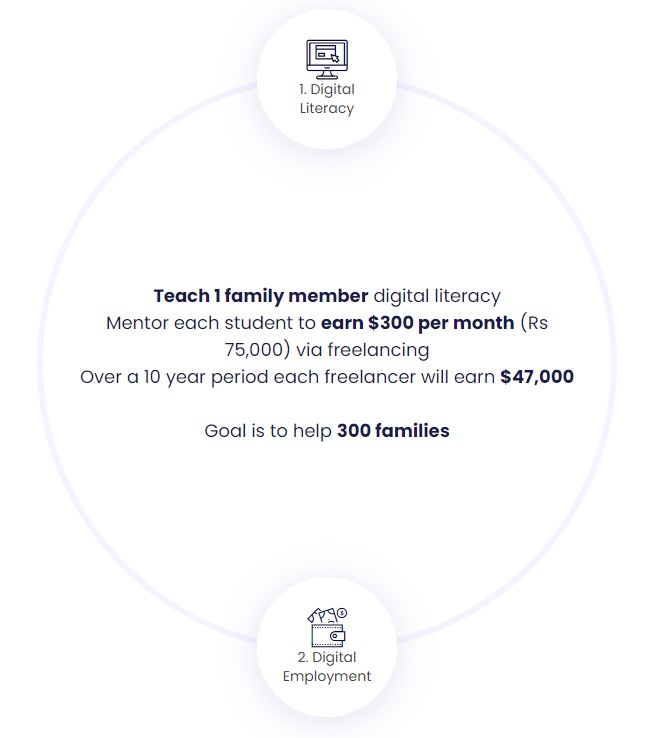 1. Digital
Literacy
Teach 1 family member digital literacy
Mentor each student to earn $300 per month (Rs
75,000) via freelancing
Over a 10 year period each freelancer will earn $47,000
Goal is to help 300 families
$
2. Digital
Employment